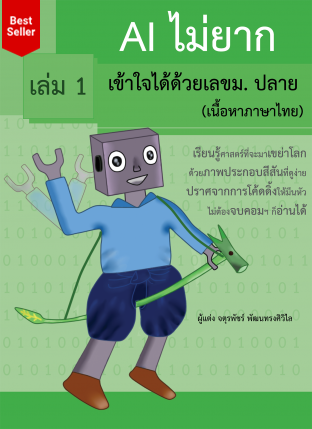 Best
Seller
AI ไม่ยาก
เล่ม 1
เข้าใจได้ด้วยเลขม. ปลาย
(เนื้อหาภาษาไทย)
เรียนรู้ศาสตร์ที่จะมาเขย่าโลก
ด้วยภาพประกอบสีสันที่ดูง่าย
ปราศจากการโค้ดดิ้งให้มึนหัว
ไม่ต้องจบคอมฯ ก็อ่านได้
ผู้แต่ง จตุรพัชร์ พัฒนทรงศิวิไล